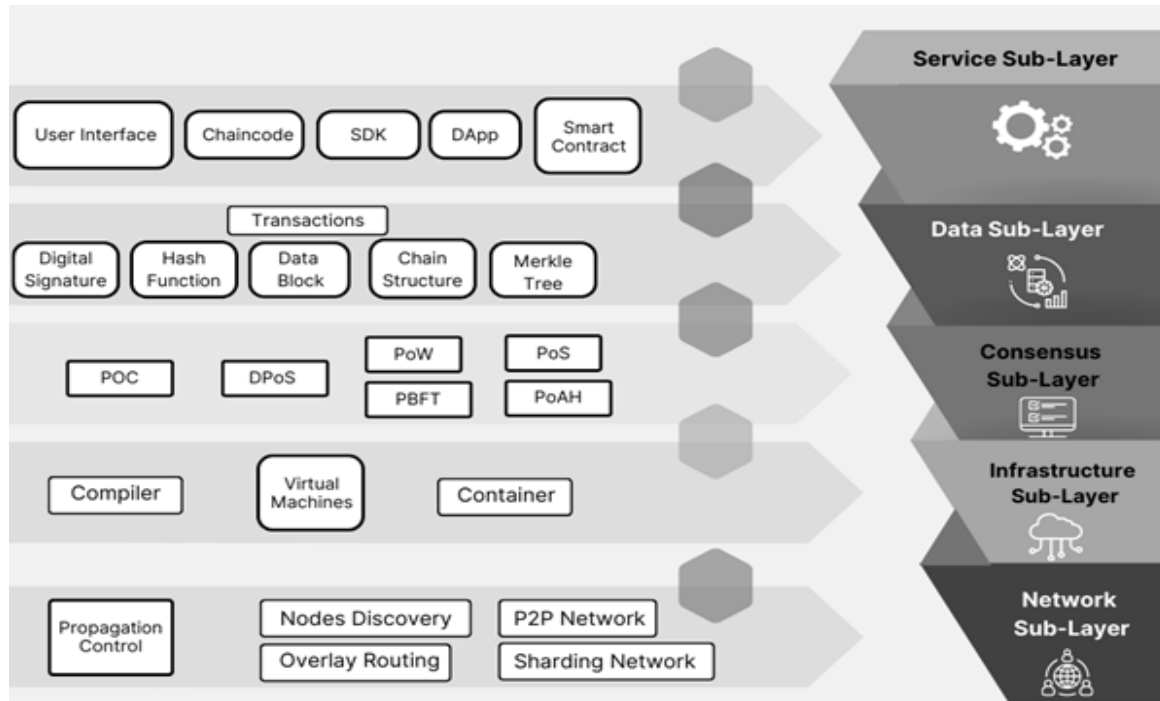 Service Sub-Layer
User Interface
Chaincode
SDK
DApp
Smart
Contract
Data Sub-Layer
Transactions
Digital
Signature
Hash
Function
Data
Block
Chain
Structure
Merkle
Tree
Consensus
Sub-Layer
POC
DPoS
PoW
PoS
PBFT
PoAH
Infrastructure
Sub-Layer
Compiler
Virtual
Machines
Container
Network
Sub-Layer
Propagation
Control
Nodes Discovery
P2P Network
Overlay Routing
Sharding Network